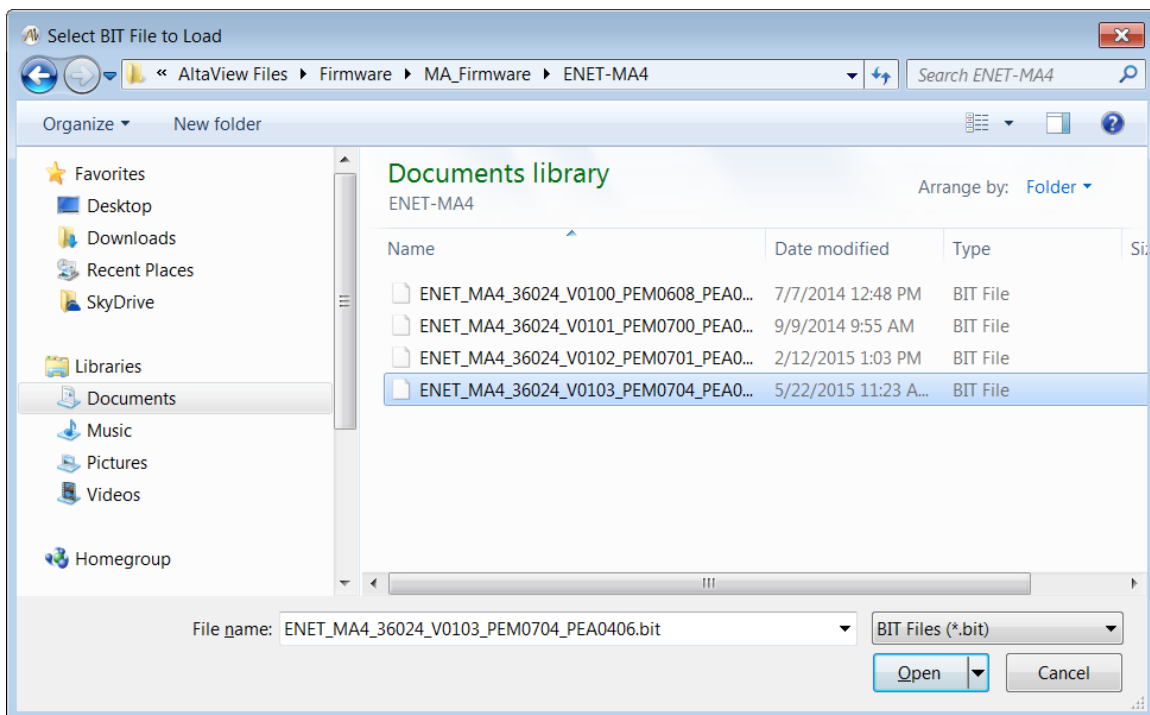 Select BIT File to Load
« AltaView Files ▸ Firmware ▸ MA_Firmware ▸ ENET-MA4
Search ENET-MA4
Organize
New folder
Favorites
Desktop
Downloads
Recent Places
SkyDrive
Libraries
Documents
Music
Pictures
Videos
Homegroup
Documents library
ENET-MA4
Arrange by: Folder
Name Date modified Type Siz
ENET_MA4_36024_V0100_PEM0608_PEA0... 7/7/2014 12:48 PM BIT File
ENET_MA4_36024_V0101_PEM0700_PEA0... 9/9/2014 9:55 AM BIT File
ENET_MA4_36024_V0102_PEM0701_PEA0... 2/12/2015 1:03 PM BIT File
ENET_MA4_36024_V0103_PEM0704_PEA0... 5/22/2015 11:23 A... BIT File
File name: ENET_MA4_36024_V0103_PEM0704_PEA0406.bit
BIT Files (*.bit)
Open
Cancel